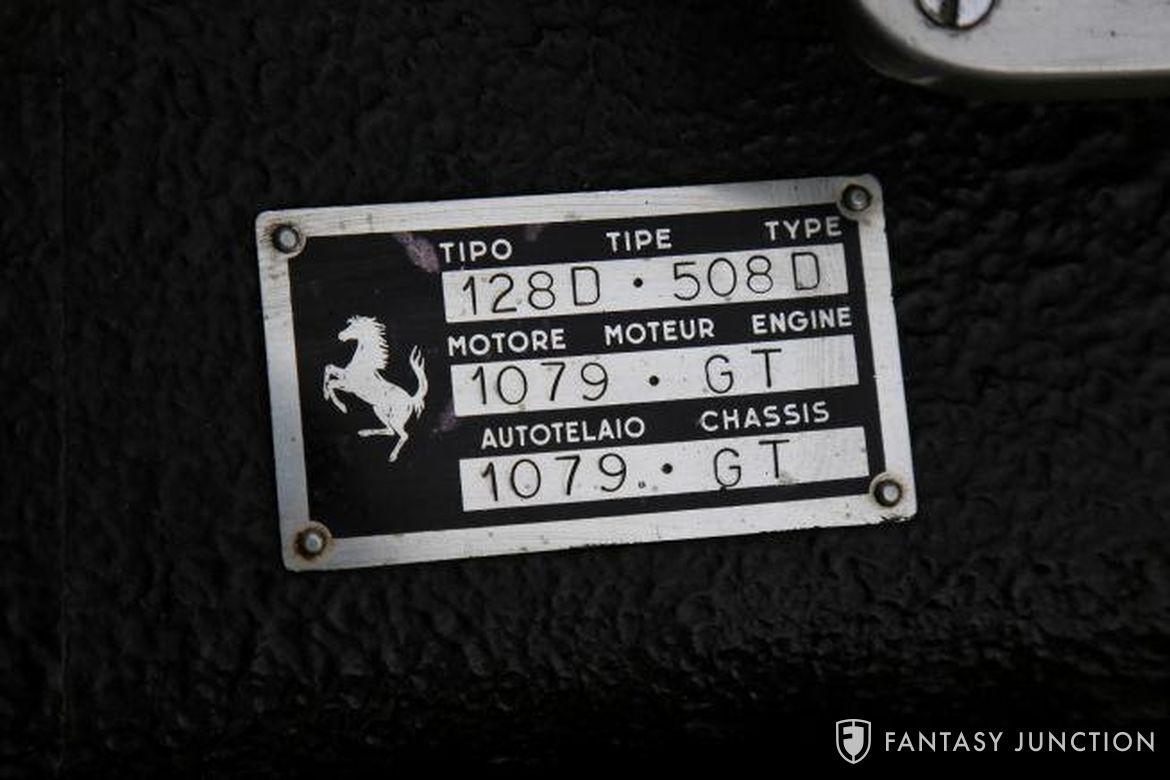 TIPO TIPE TYPE
128D · 508D
MOTORE MOTEUR ENGINE
1079 · GT
AUTOTELAIO CHASSIS
1079 · GT
FANTASY JUNCTION